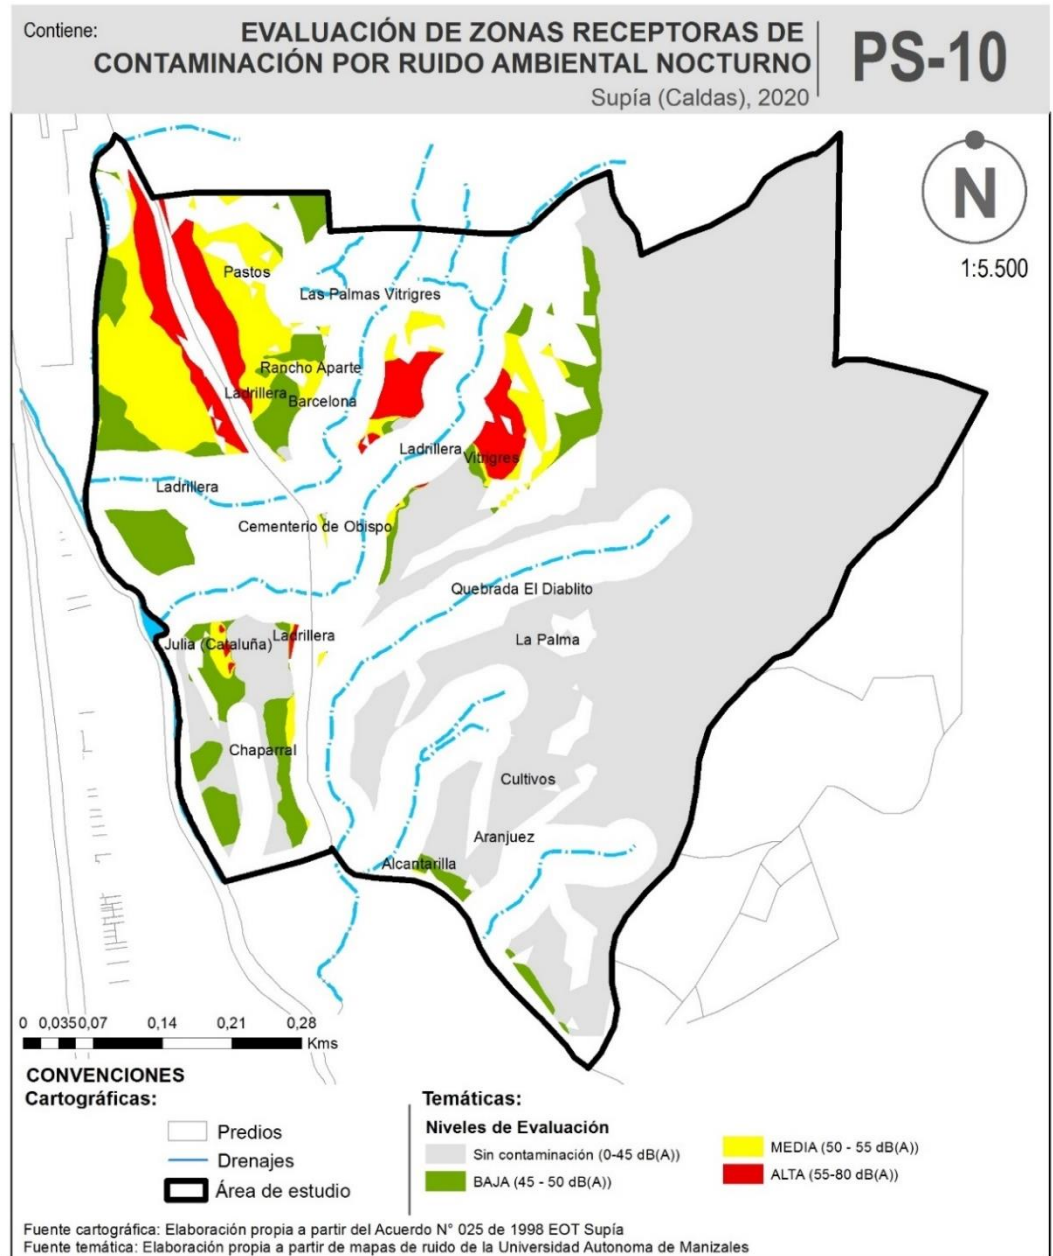 Contiene:
EVALUACIÓN DE ZONAS RECEPTORAS DE
CONTAMINACIÓN POR RUIDO AMBIENTAL NOCTURNO
Supía (Caldas), 2020
PS-10
N
1:5.500
Pastos
Las Palmas Vitrigres
Rancho Aparte
Ladrillera
Barcelona
Ladrillera
Vitrigres
Ladrillera
Cementerio de Obispo
Quebrada El Diablito
La Palma
Julia (Cataluña)
Ladrillera
Chaparral
Cultivos
Aranjuez
Alcantarilla
0 0,035 0,07 0,14 0,21 0,28
Kms
CONVENCIONES
Cartográficas:
Predios
Drenajes
Área de estudio
Temáticas:
Niveles de Evaluación
Sin contaminación (0-45 dB(A))
BAJA (45 - 50 dB(A))
MEDIA (50 - 55 dB(A))
ALTA (55-80 dB(A))
Fuente cartográfica: Elaboración propia a partir del Acuerdo N° 025 de 1998 EOT Supía
Fuente temática: Elaboración propia a partir de mapas de ruido de la Universidad Autonoma de Manizales